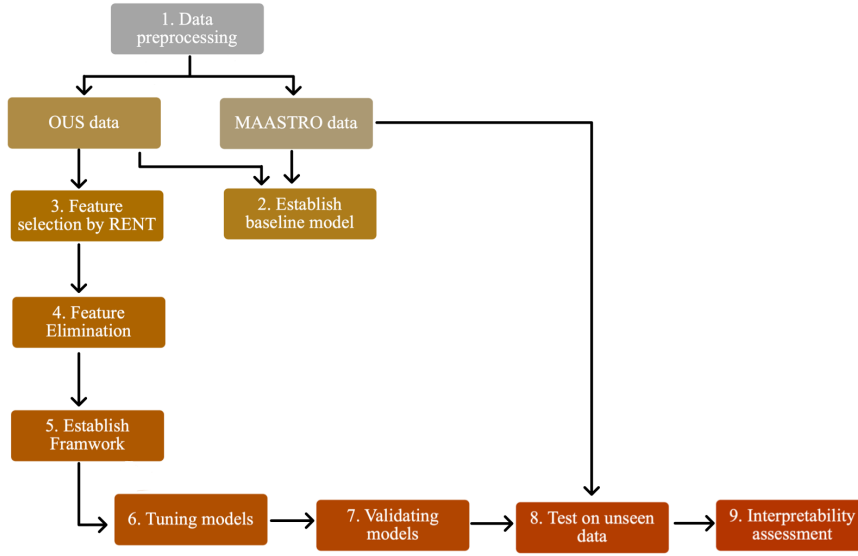 1. Data
preprocessing
OUS data
MAASTRO data
3. Feature
selection by RENT
2. Establish
baseline model
4. Feature
Elimination
5. Establish
Framwork
6. Tuning models
7. Validating
models
8. Test on unseen
data
9. Interpretability
assessment